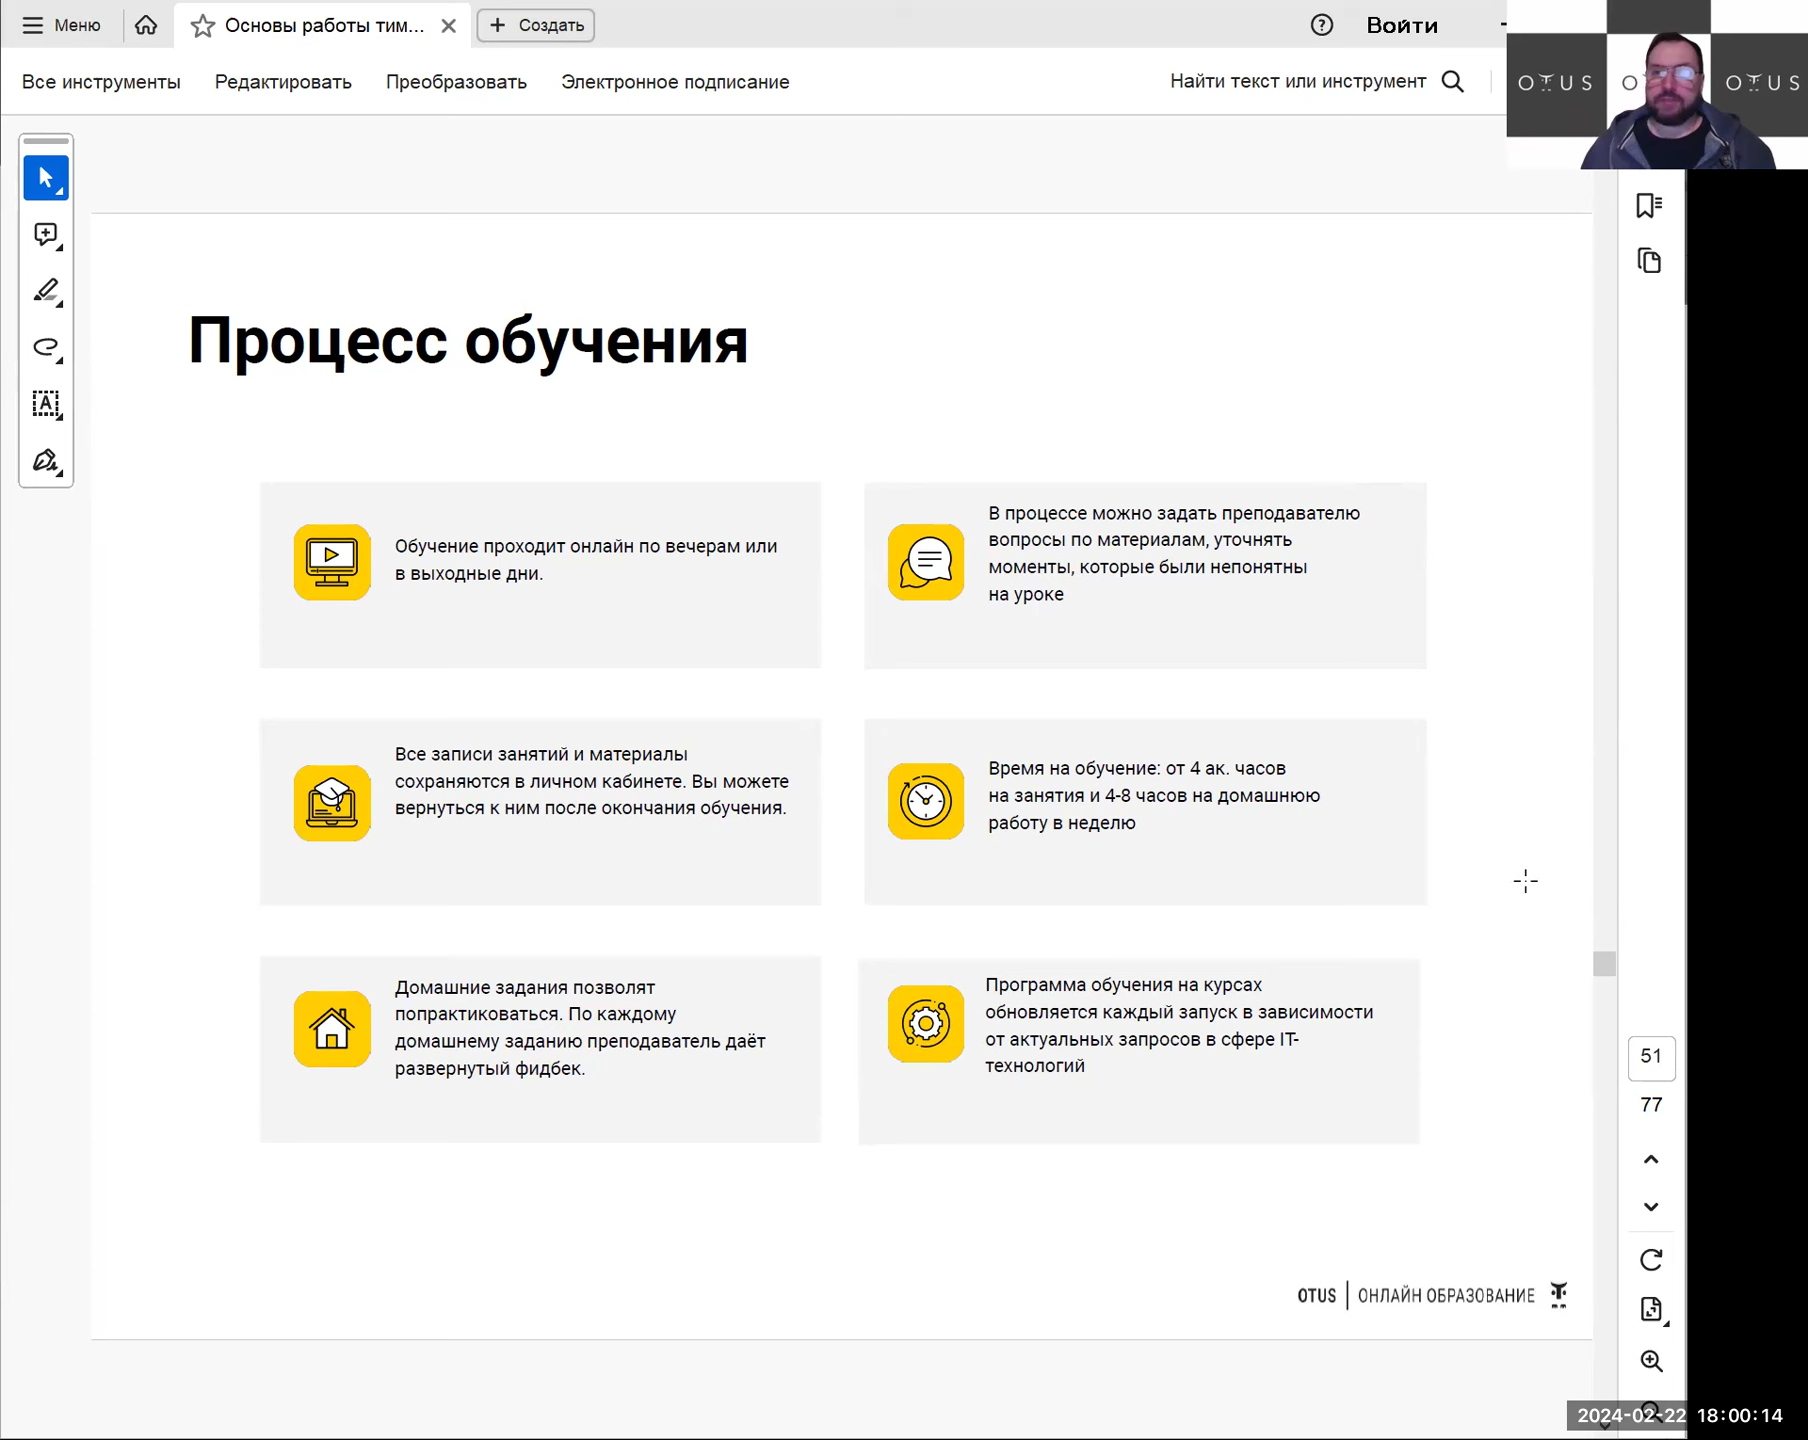 Меню
Основы работы тим...
Создать
Войти
Все инструменты
Редактировать
Преобразовать
Электронное подписание
Найти текст или инструмент
OTUS
O
OTUS
Процесс обучения
Обучение проходит онлайн по вечерам или
в выходные дни.
В процессе можно задать преподавателю
вопросы по материалам, уточнять
моменты, которые были непонятны
на уроке
Все записи занятий и материалы
сохраняются в личном кабинете. Вы можете
вернуться к ним после окончания обучения.
Время на обучение: от 4 ак. часов
на занятия и 4-8 часов на домашнюю
работу в неделю
Домашние задания позволят
попрактиковаться. По каждому
домашнему заданию преподаватель даёт
развернутый фидбек.
Программа обучения на курсах
обновляется каждый запуск в зависимости
от актуальных запросов в сфере IT-
технологий
51
77
OTUS | ОНЛАЙН ОБРАЗОВАНИЕ
2024-02-22 18:00:14